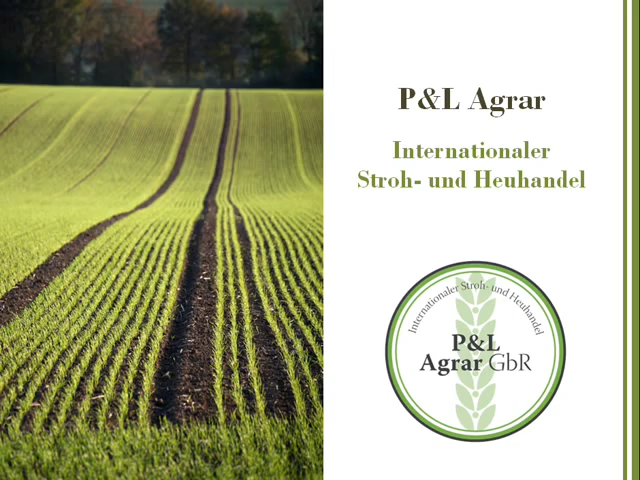 P&L Agrar
Internationaler
Stroh- und Heuhandel
Internationaler Stroh- und Heuhandel
P&L
Agrar GbR